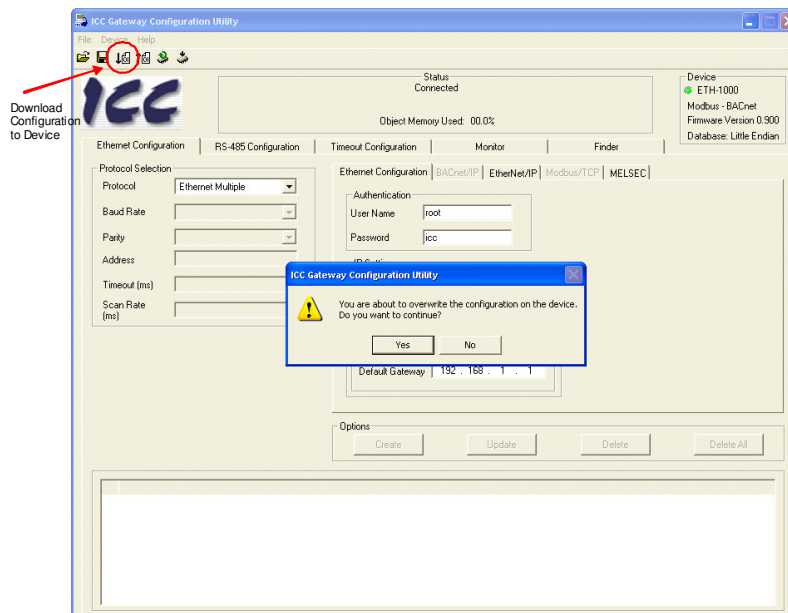 ICC Gateway Configuration Utility
File Device Help
Download
Configuration
to Device
ICC
Status
Connected
Object Memory Used: 00.0%
Device
ETH-1000
Modbus - BACnet
Firmware Version 0.900
Database: Little Endian
Ethernet Configuration
RS-485 Configuration
Timeout Configuration
Monitor
Finder
Protocol Selection
Protocol
Ethernet Multiple
Baud Rate
Parity
Address
Timeout (ms)
Scan Rate
(ms)
Ethernet Configuration
BACnet/IP
EtherNet/IP
Modbus/TCP
MELSEC
Authentication
User Name
root
Password
icc
ICC Gateway Configuration Utility
You are about to overwrite the configuration on the device.
Do you want to continue?
Yes
No
Default Gateway
192 . 168 . 1 . 1
Options
Create
Update
Delete
Delete All